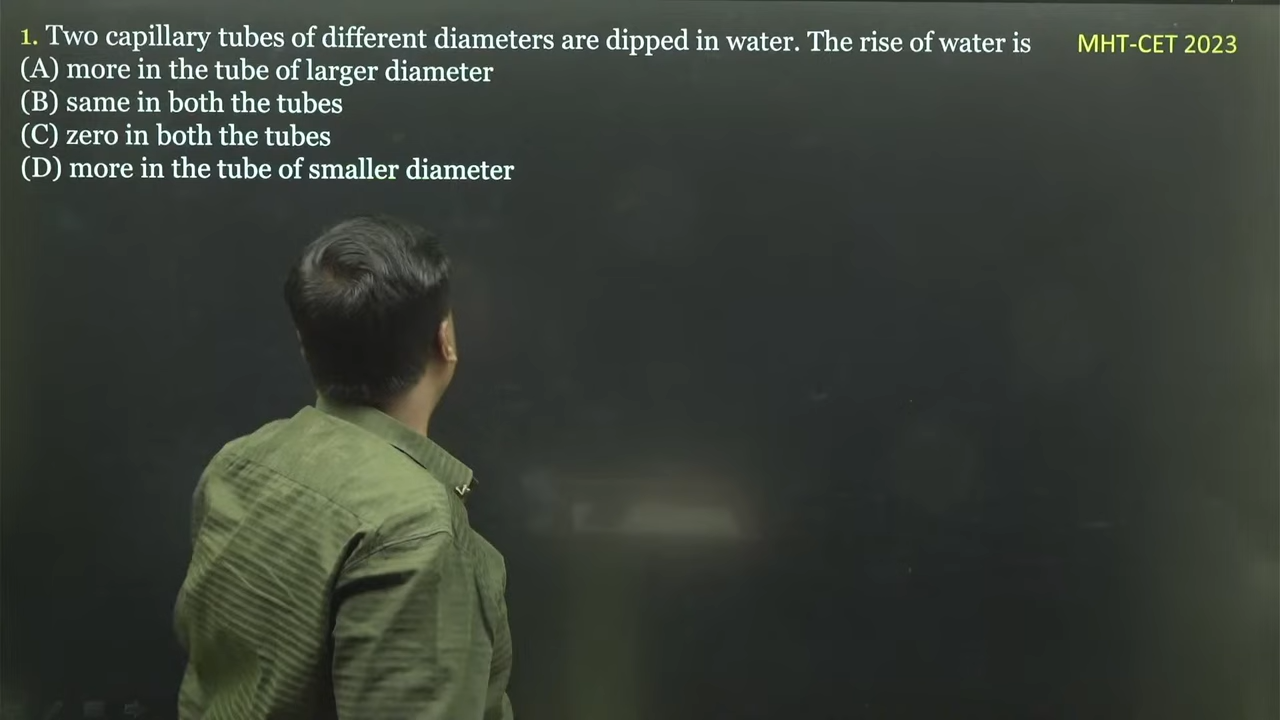 1. Two capillary tubes of different diameters are dipped in water. The rise of water is MHT-CET 2023
(A) more in the tube of larger diameter
(B) same in both the tubes
(C) zero in both the tubes
(D) more in the tube of smaller diameter